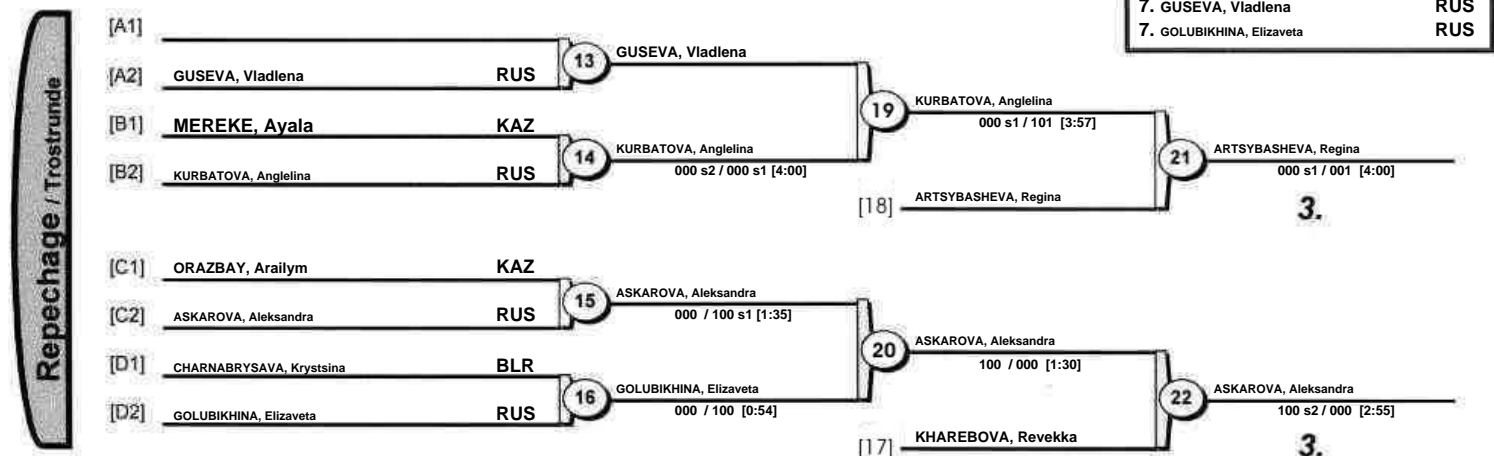 7. GUSEVA, Vladlena RUS
7. GOLUBIKHINA, Elizaveta RUS
Repechage / Trostrunde
[A1]
[A2] GUSEVA, Vladlena RUS
13
GUSEVA, Vladlena
[B1] MEREKE, Ayala KAZ
[B2] KURBATOVA, Anglelina RUS
14
KURBATOVA, Anglelina
000 s2 / 000 s1 [4:00]
19
KURBATOVA, Anglelina
000 s1 / 101 [3:57]
[18] ARTSYBASHEVA, Regina
21
ARTSYBASHEVA, Regina
000 s1 / 001 [4:00]
3.
[C1] ORAZBAY, Arailym KAZ
[C2] ASKAROVA, Aleksandra RUS
15
ASKAROVA, Aleksandra
000 / 100 s1 [1:35]
[D1] CHARNABRYSAVA, Krystsina BLR
[D2] GOLUBIKHINA, Elizaveta RUS
16
GOLUBIKHINA, Elizaveta
000 / 100 [0:54]
20
ASKAROVA, Aleksandra
100 / 000 [1:30]
[17] KHAREBOVA, Revekka
22
ASKAROVA, Aleksandra
100 s2 / 000 [2:55]
3.